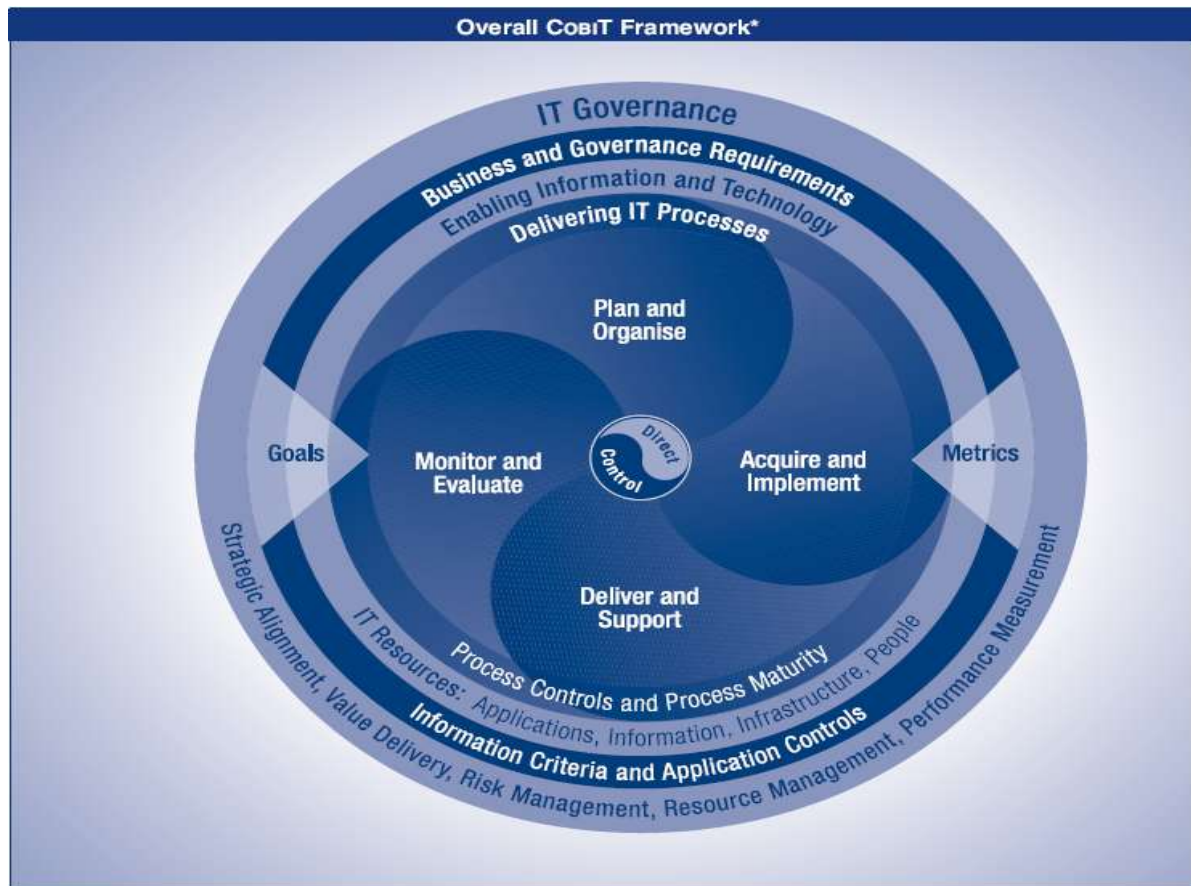 Overall COBIT Framework*
IT Governance
Business and Governance Requirements
Enabling Information and Technology
Delivering IT Processes
Plan and
Organise
Goals
Monitor and
Evaluate
Direct
Control
Acquire and
Implement
Metrics
Deliver and
Support
Process Controls and Process Maturity
IT Resources: Applications, Information, Infrastructure, People
Information Criteria and Application Controls
Strategic Alignment, Value Delivery, Risk Management, Resource Management, Performance Measurement